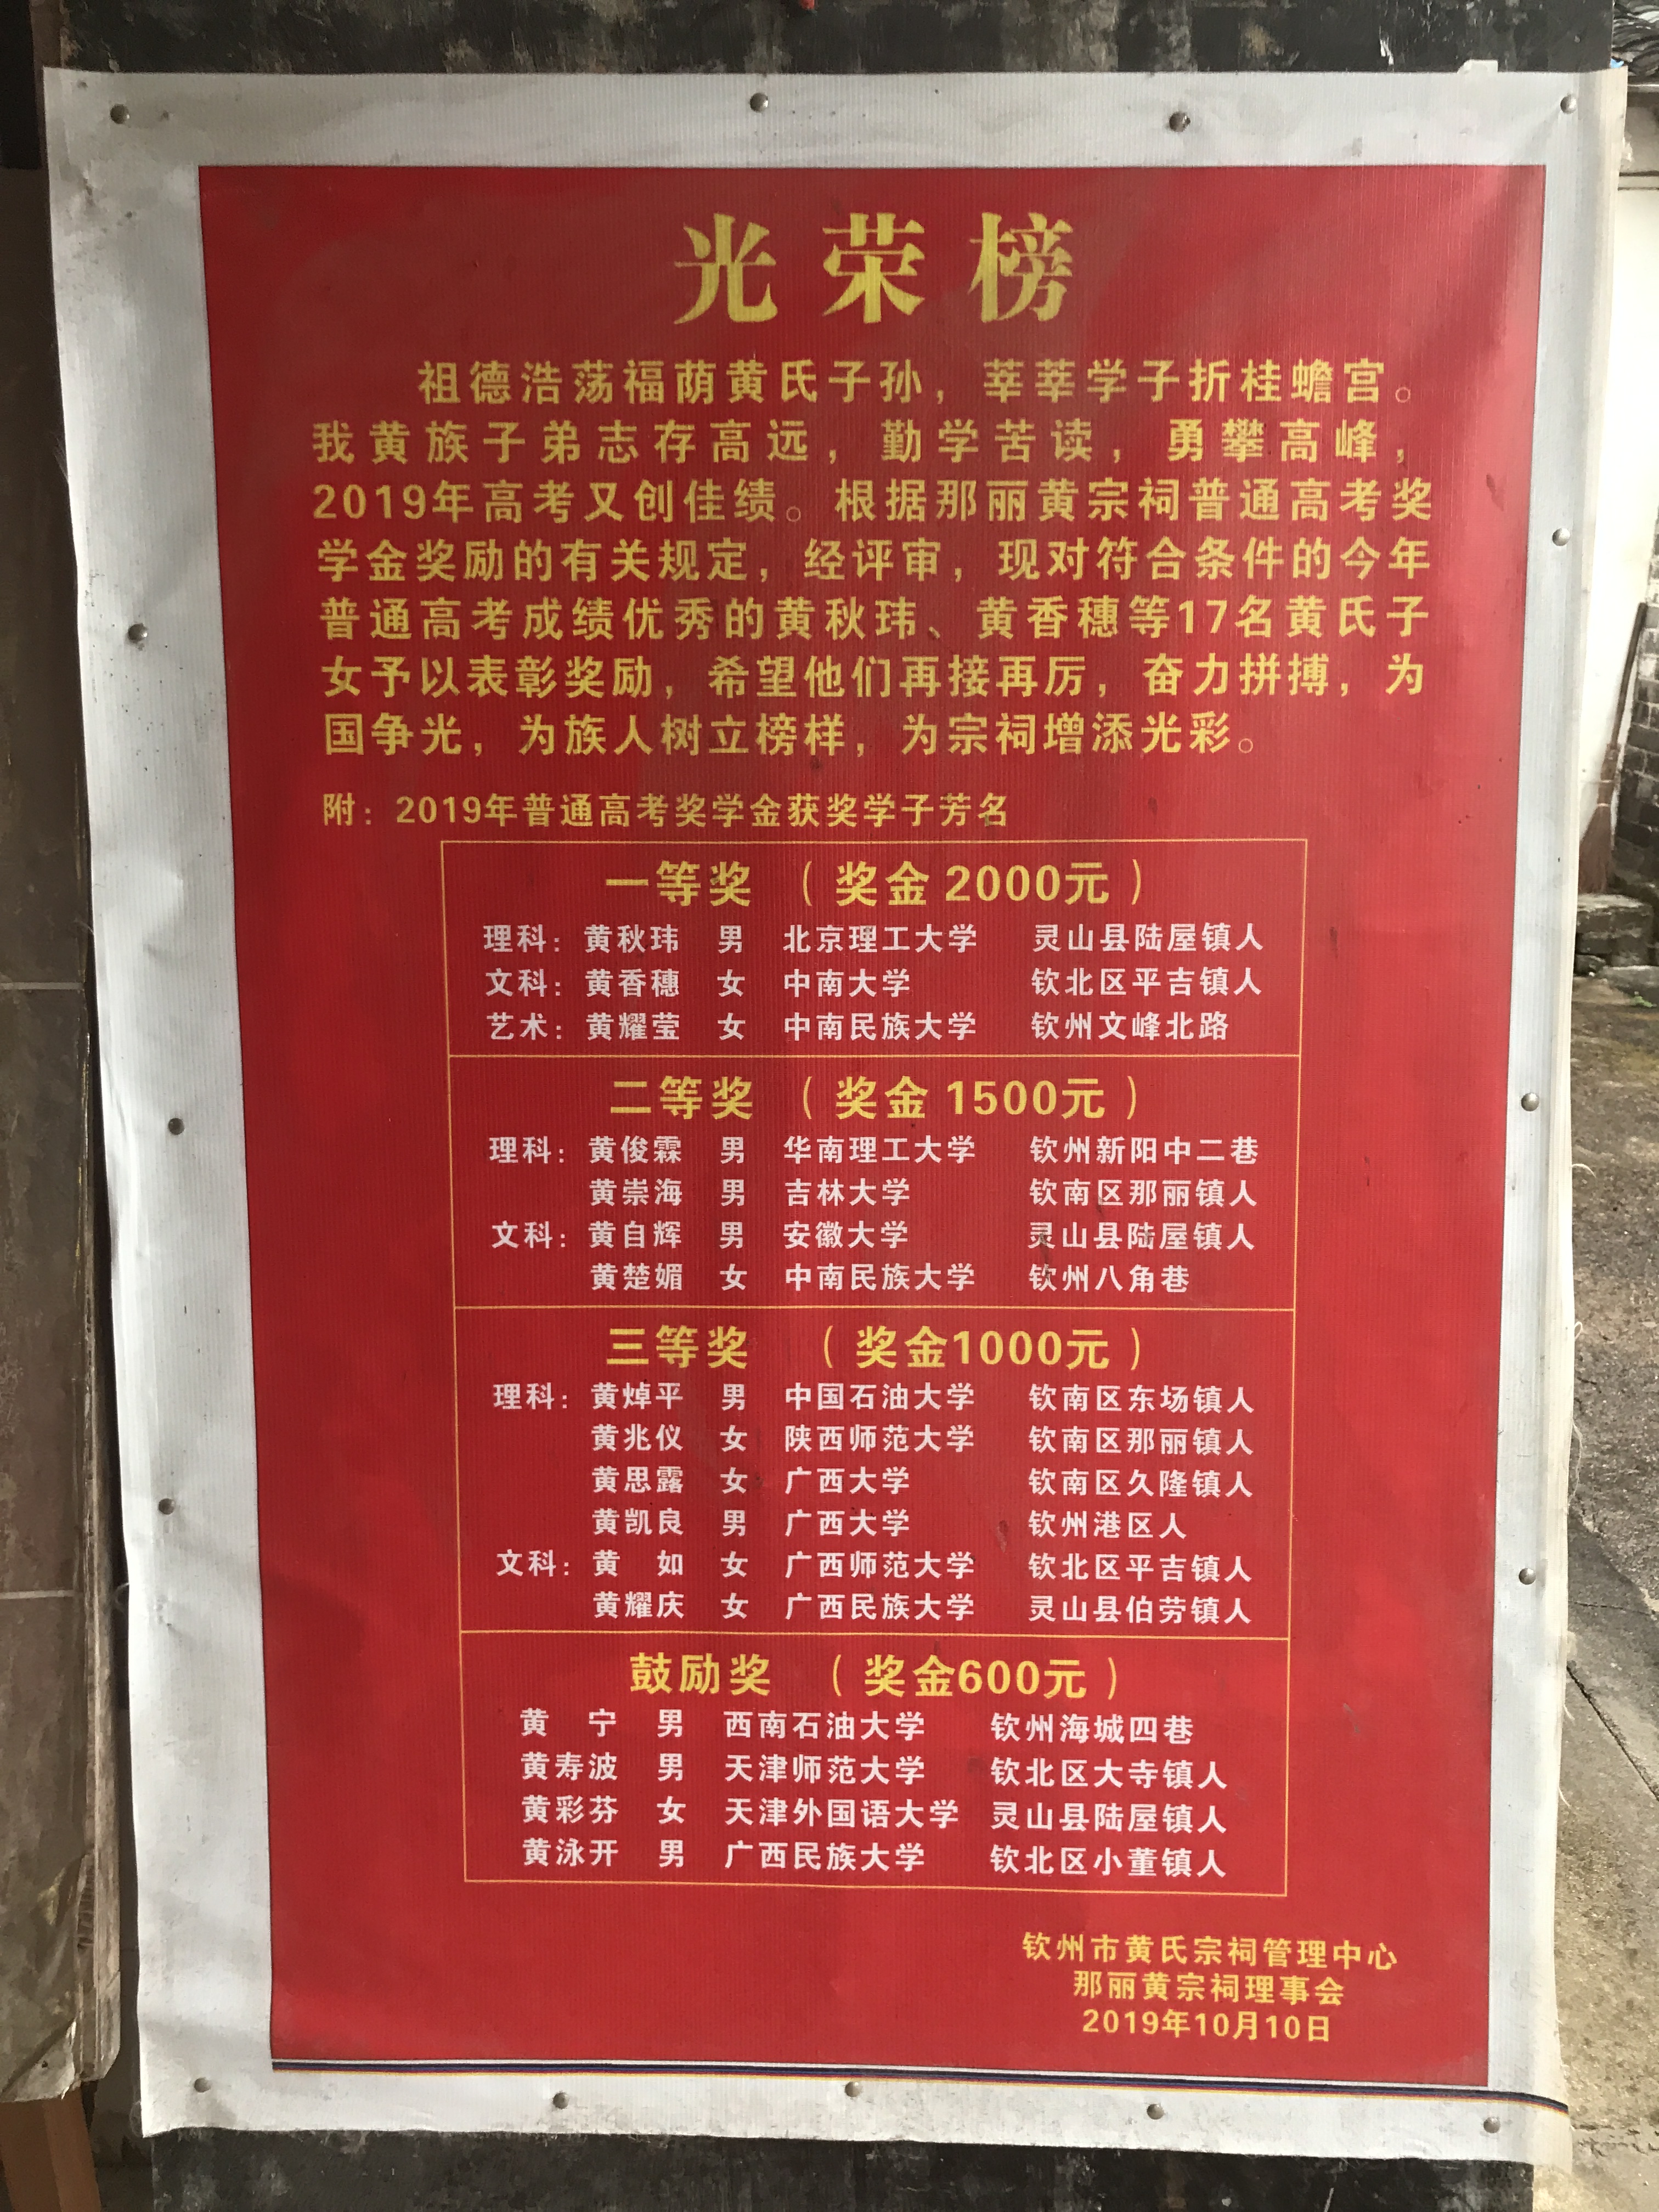 光荣榜
祖德浩荡福荫黄氏子孙，莘莘学子折桂蟾宫。
我黄族子弟志存高远，勤学苦读，勇攀高峰，
2019年高考又创佳绩。根据那丽黄宗祠普通高考奖
学金奖励的有关规定，经评审，现对符合条件的今年
普通高考成绩优秀的黄秋玮、黄香穗等17名黄氏子
女予以表彰奖励，希望他们再接再厉，奋力拼搏，为
国争光，为族人树立榜样，为宗祠增添光彩。
附：2019年普通高考奖学金获奖学子芳名
一等奖 （奖金 2000元）
理科：黄秋玮 男 北京理工大学 灵山县陆屋镇人
文科：黄香穗 女 中南大学 钦北区平吉镇人
艺术：黄耀莹 女 中南民族大学 钦州文峰北路
二等奖 （奖金 1500元）
理科：黄俊霖 男 华南理工大学 钦州新阳中二巷
黄崇海 男 吉林大学 钦南区那丽镇人
文科：黄自辉 男 安徽大学 灵山县陆屋镇人
黄楚媚 女 中南民族大学 钦州八角巷
三等奖 （奖金1000元）
理科：黄焯平 男 中国石油大学 钦南区东场镇人
黄兆仪 女 陕西师范大学 钦南区那丽镇人
黄思露 女 广西大学 钦南区久隆镇人
黄凯良 男 广西大学 钦州港区人
文科：黄 如 女 广西师范大学 钦北区平吉镇人
黄耀庆 女 广西民族大学 灵山县伯劳镇人
鼓励奖 （奖金600元）
黄 宁 男 西南石油大学 钦州海城四巷
黄寿波 男 天津师范大学 钦北区大寺镇人
黄彩芬 女 天津外国语大学 灵山县陆屋镇人
黄泳开 男 广西民族大学 钦北区小董镇人
钦州市黄氏宗祠管理中心
那丽黄宗祠理事会
2019年10月10日